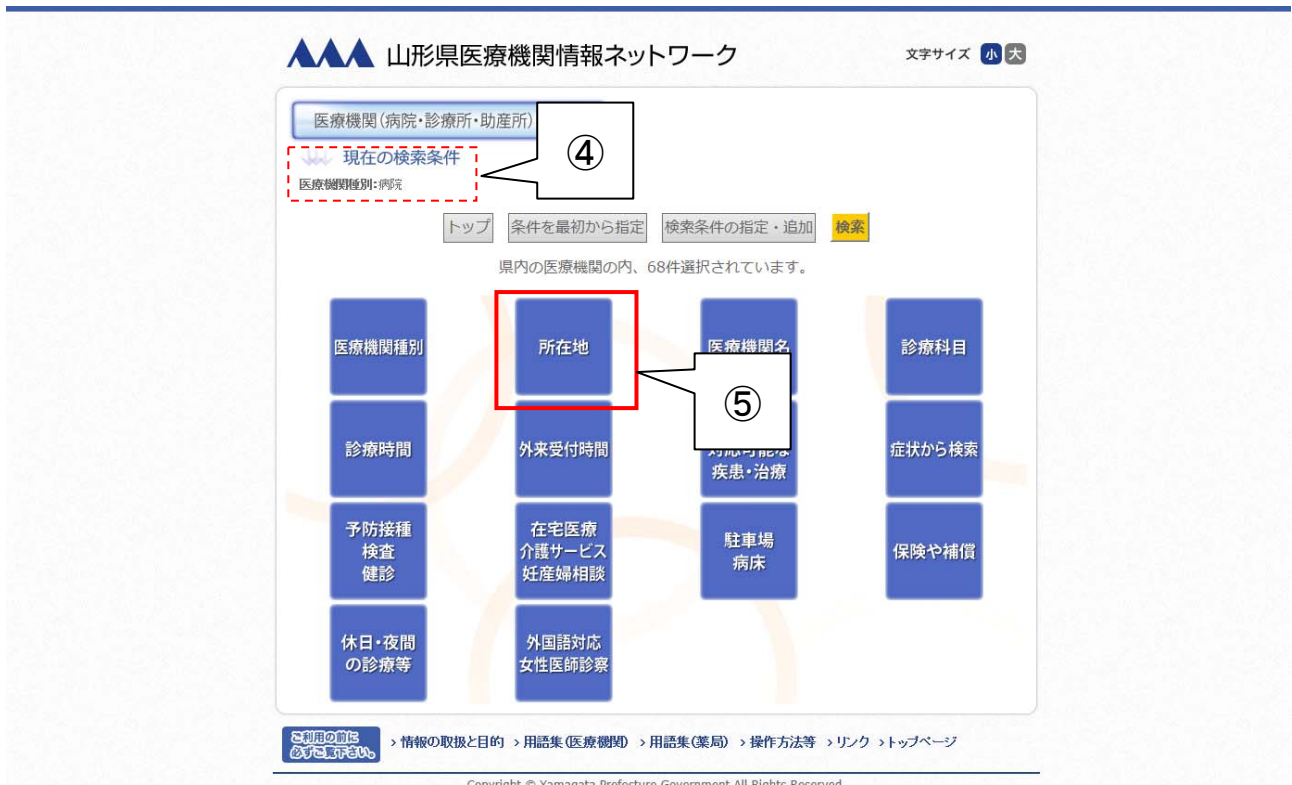 山形県医療機関情報ネットワーク
文字サイズ 小 大
医療機関(病院・診療所・助産所)
現在の検索条件
④
医療機関種別:病院
トップ 条件を最初から指定 検索条件の指定・追加 検索
県内の医療機関の内、68件選択されています。
医療機関種別
所在地
医療機関名
診療科目
⑤
診療時間
外来受付時間
対応可能な
疾患・治療
症状から検索
予防接種
検査
健診
在宅医療
介護サービス
妊産婦相談
駐車場
病床
保険や補償
休日・夜間
の診療等
外国語対応
女性医師診察
ご利用の前に
必ずご覧下さい。
›情報の取扱と目的 ›用語集(医療機関) ›用語集(薬局) ›操作方法等 ›リンク ›トップページ
Copyright © Yamagata Prefecture Government All Rights Reserved